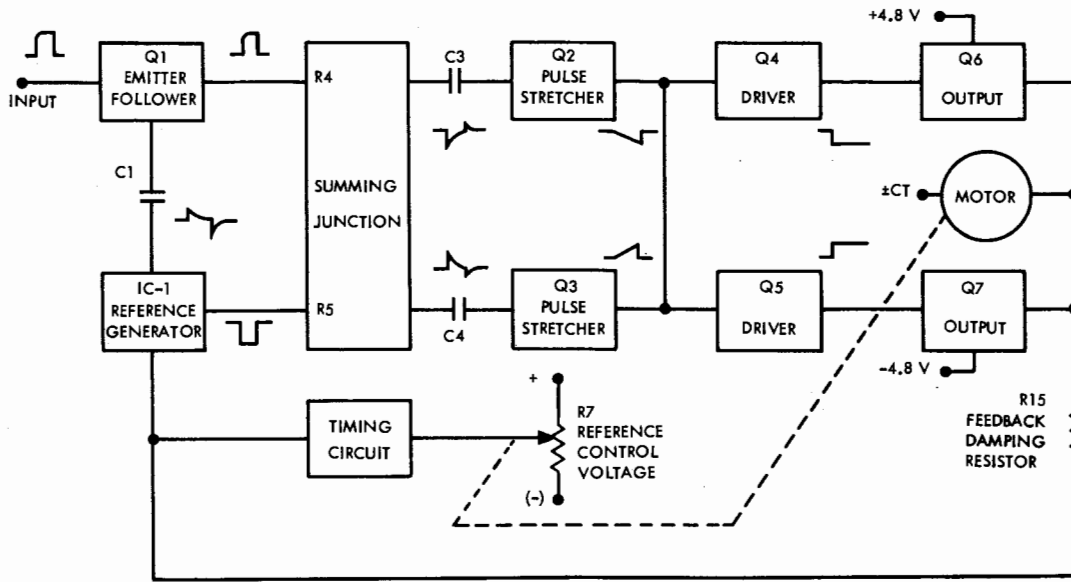 INPUT
Q1
EMITTER
FOLLOWER
C1
IC-1
REFERENCE
GENERATOR
R4
SUMMING
JUNCTION
R5
C3
Q2
PULSE
STRETCHER
Q4
DRIVER
+4.8 V
Q6
OUTPUT
±CT
MOTOR
C4
Q3
PULSE
STRETCHER
Q5
DRIVER
Q7
OUTPUT
-4.8 V
TIMING
CIRCUIT
+
R7
REFERENCE
CONTROL
VOLTAGE
(-)
R15
FEEDBACK
DAMPING
RESISTOR